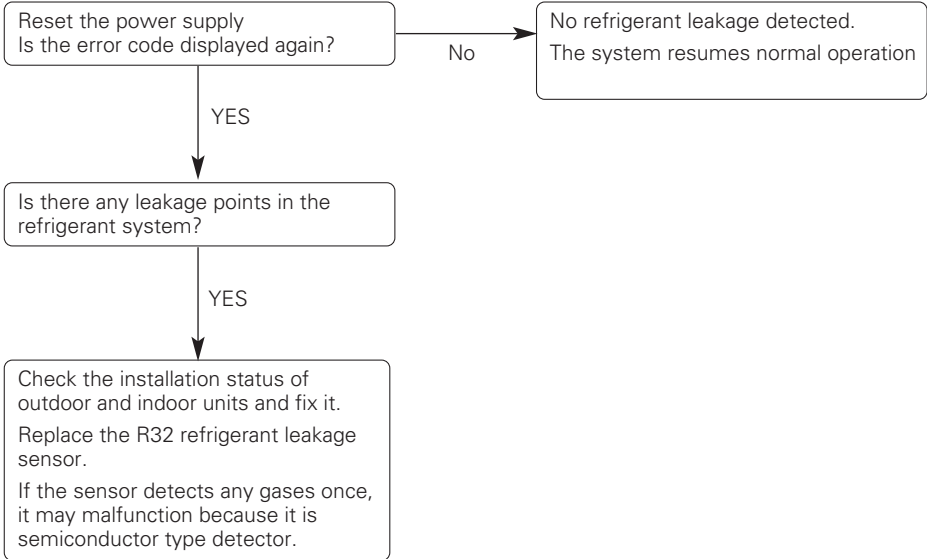 Reset the power supply
Is the error code displayed again?
No
No refrigerant leakage detected.
The system resumes normal operation
YES
Is there any leakage points in the
refrigerant system?
YES
Check the installation status of
outdoor and indoor units and fix it.
Replace the R32 refrigerant leakage
sensor.
If the sensor detects any gases once,
it may malfunction because it is
semiconductor type detector.